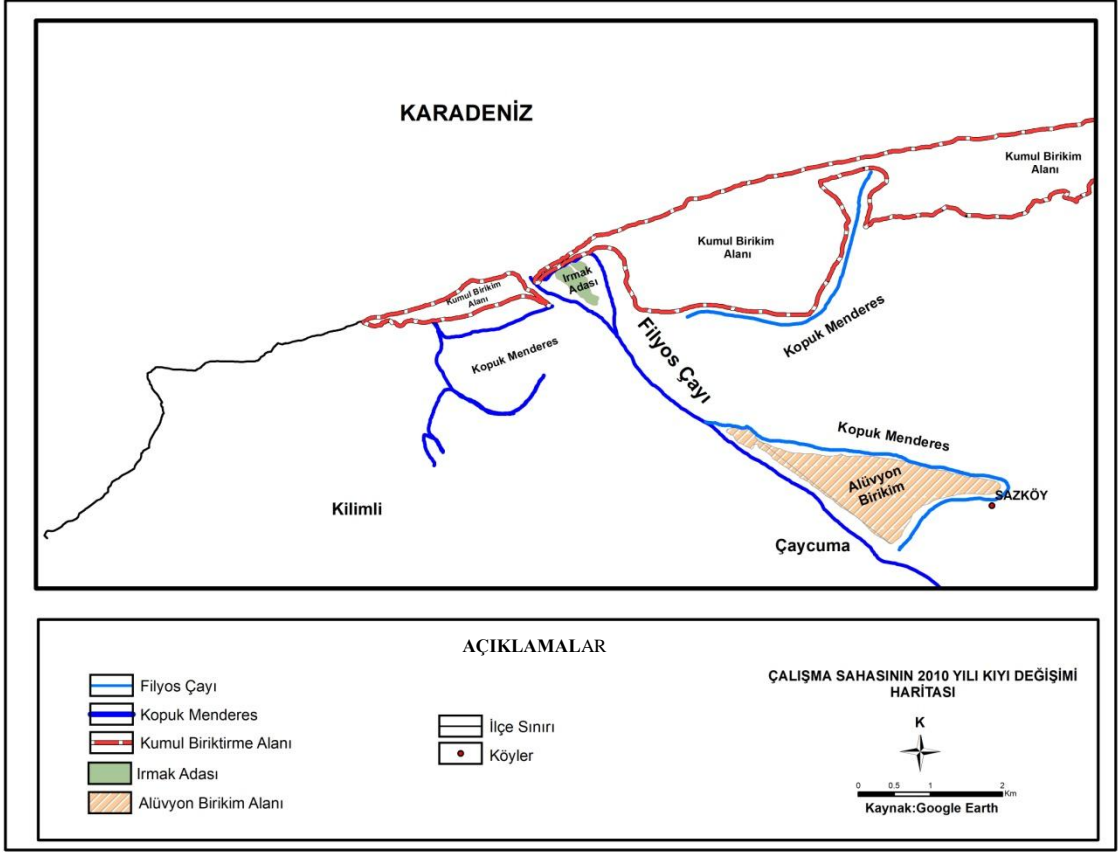 KARADENİZ
Kumul Birikim
Alanı
Kumul Birikim
Alanı
Irmak
Adası
Kumul Birikim
Alanı
Kopuk Menderes
Filyos Çayı
Kopuk Menderes
Kopuk Menderes
Alüvyon
Birikim
SAZKÖY
Kilimli
Çaycuma
AÇIKLAMALAR
Filyos Çayı
Kopuk Menderes
Kumul Biriktirme Alanı
Irmak Adası
Alüvyon Birikim Alanı
İlçe Sınırı
Köyler
ÇALIŞMA SAHASININ 2010 YILI KIYI DEĞİŞİMİ
HARİTASI
K
0 0.5 1 2
Km
Kaynak:Google Earth